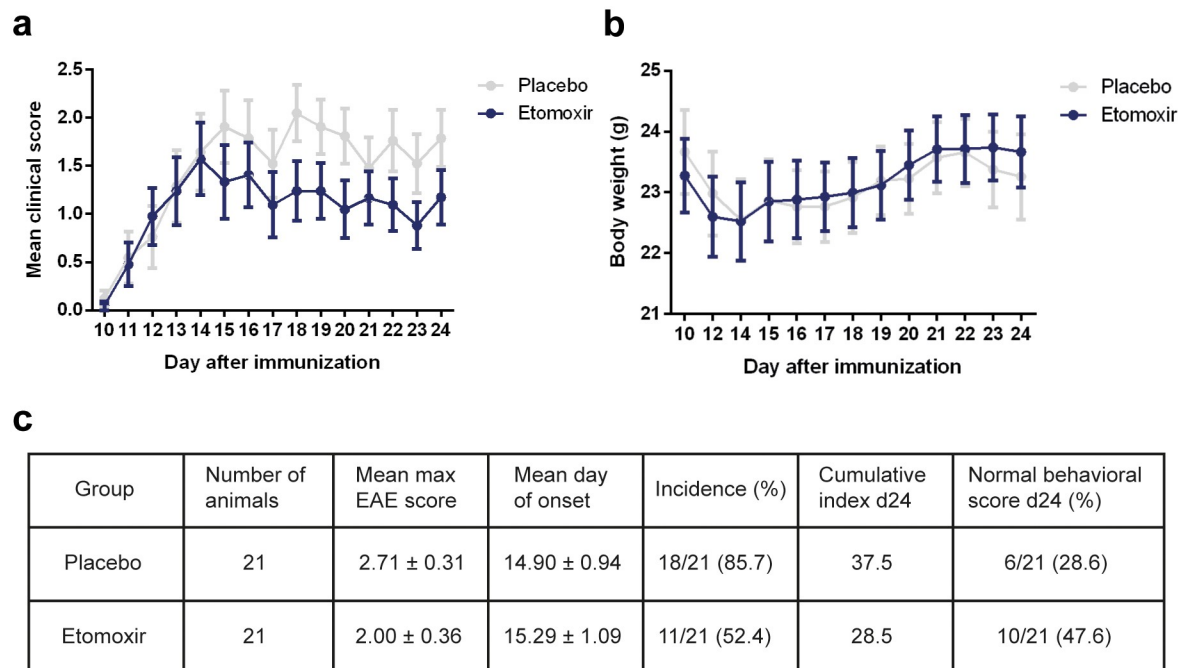 a
2.5
2.0
1.5
1.0
0.5
0.0
Mean clinical score
10 11 12 13 14 15 16 17 18 19 20 21 22 23 24
Day after immunization
Placebo
Etomoxir
b
25
24
23
22
21
Body weight (g)
10 12 14 15 16 17 18 19 20 21 22 23 24
Day after immunization
Placebo
Etomoxir
c
Group
Number of
animals
Mean max
EAE score
Mean day
of onset
Incidence (%)
Cumulative
index d24
Normal behavioral
score d24 (%)
Placebo
21
2.71 ± 0.31
14.90 ± 0.94
18/21 (85.7)
37.5
6/21 (28.6)
Etomoxir
21
2.00 ± 0.36
15.29 ± 1.09
11/21 (52.4)
28.5
10/21 (47.6)